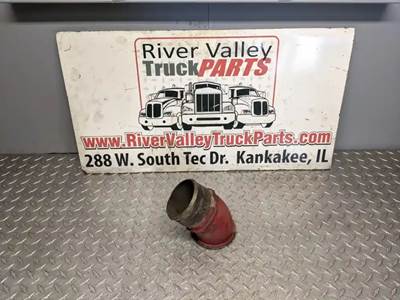 River Valley
TruckPARTS
www.RiverValleyTruckParts.com
288 W. South Tec Dr. Kankakee, IL